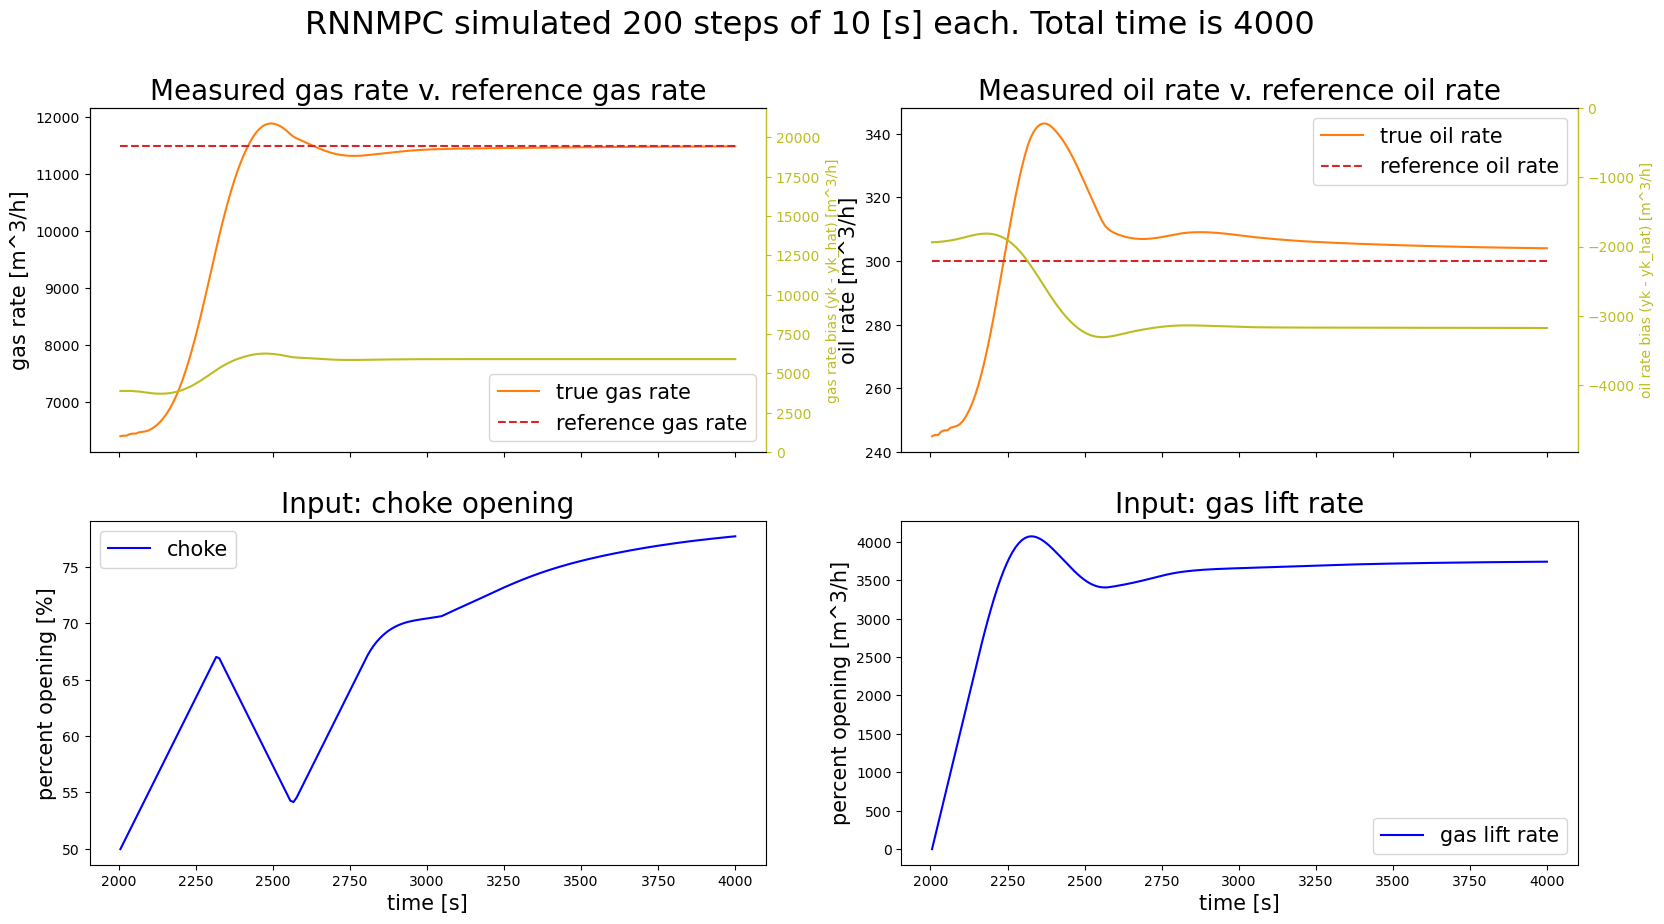 RNNMPC simulated 200 steps of 10 [s] each. Total time is 4000
Measured gas rate v. reference gas rate
12000
11000
10000
9000
8000
7000
gas rate [m^3/h]
20000
17500
15000
12500
10000
7500
5000
2500
0
gas rate bias (yk - yk_hat) [m^3/h]
true gas rate
reference gas rate
Measured oil rate v. reference oil rate
340
320
300
280
260
240
oil rate [m^3/h]
0
−1000
−2000
−3000
−4000
oil rate bias (yk - yk_hat) [m^3/h]
true oil rate
reference oil rate
Input: choke opening
choke
75
70
65
60
55
50
percent opening [%]
2000 2250 2500 2750 3000 3250 3500 3750 4000
time [s]
Input: gas lift rate
4000
3500
3000
2500
2000
1500
1000
500
0
percent opening [m^3/h]
gas lift rate
2000 2250 2500 2750 3000 3250 3500 3750 4000
time [s]